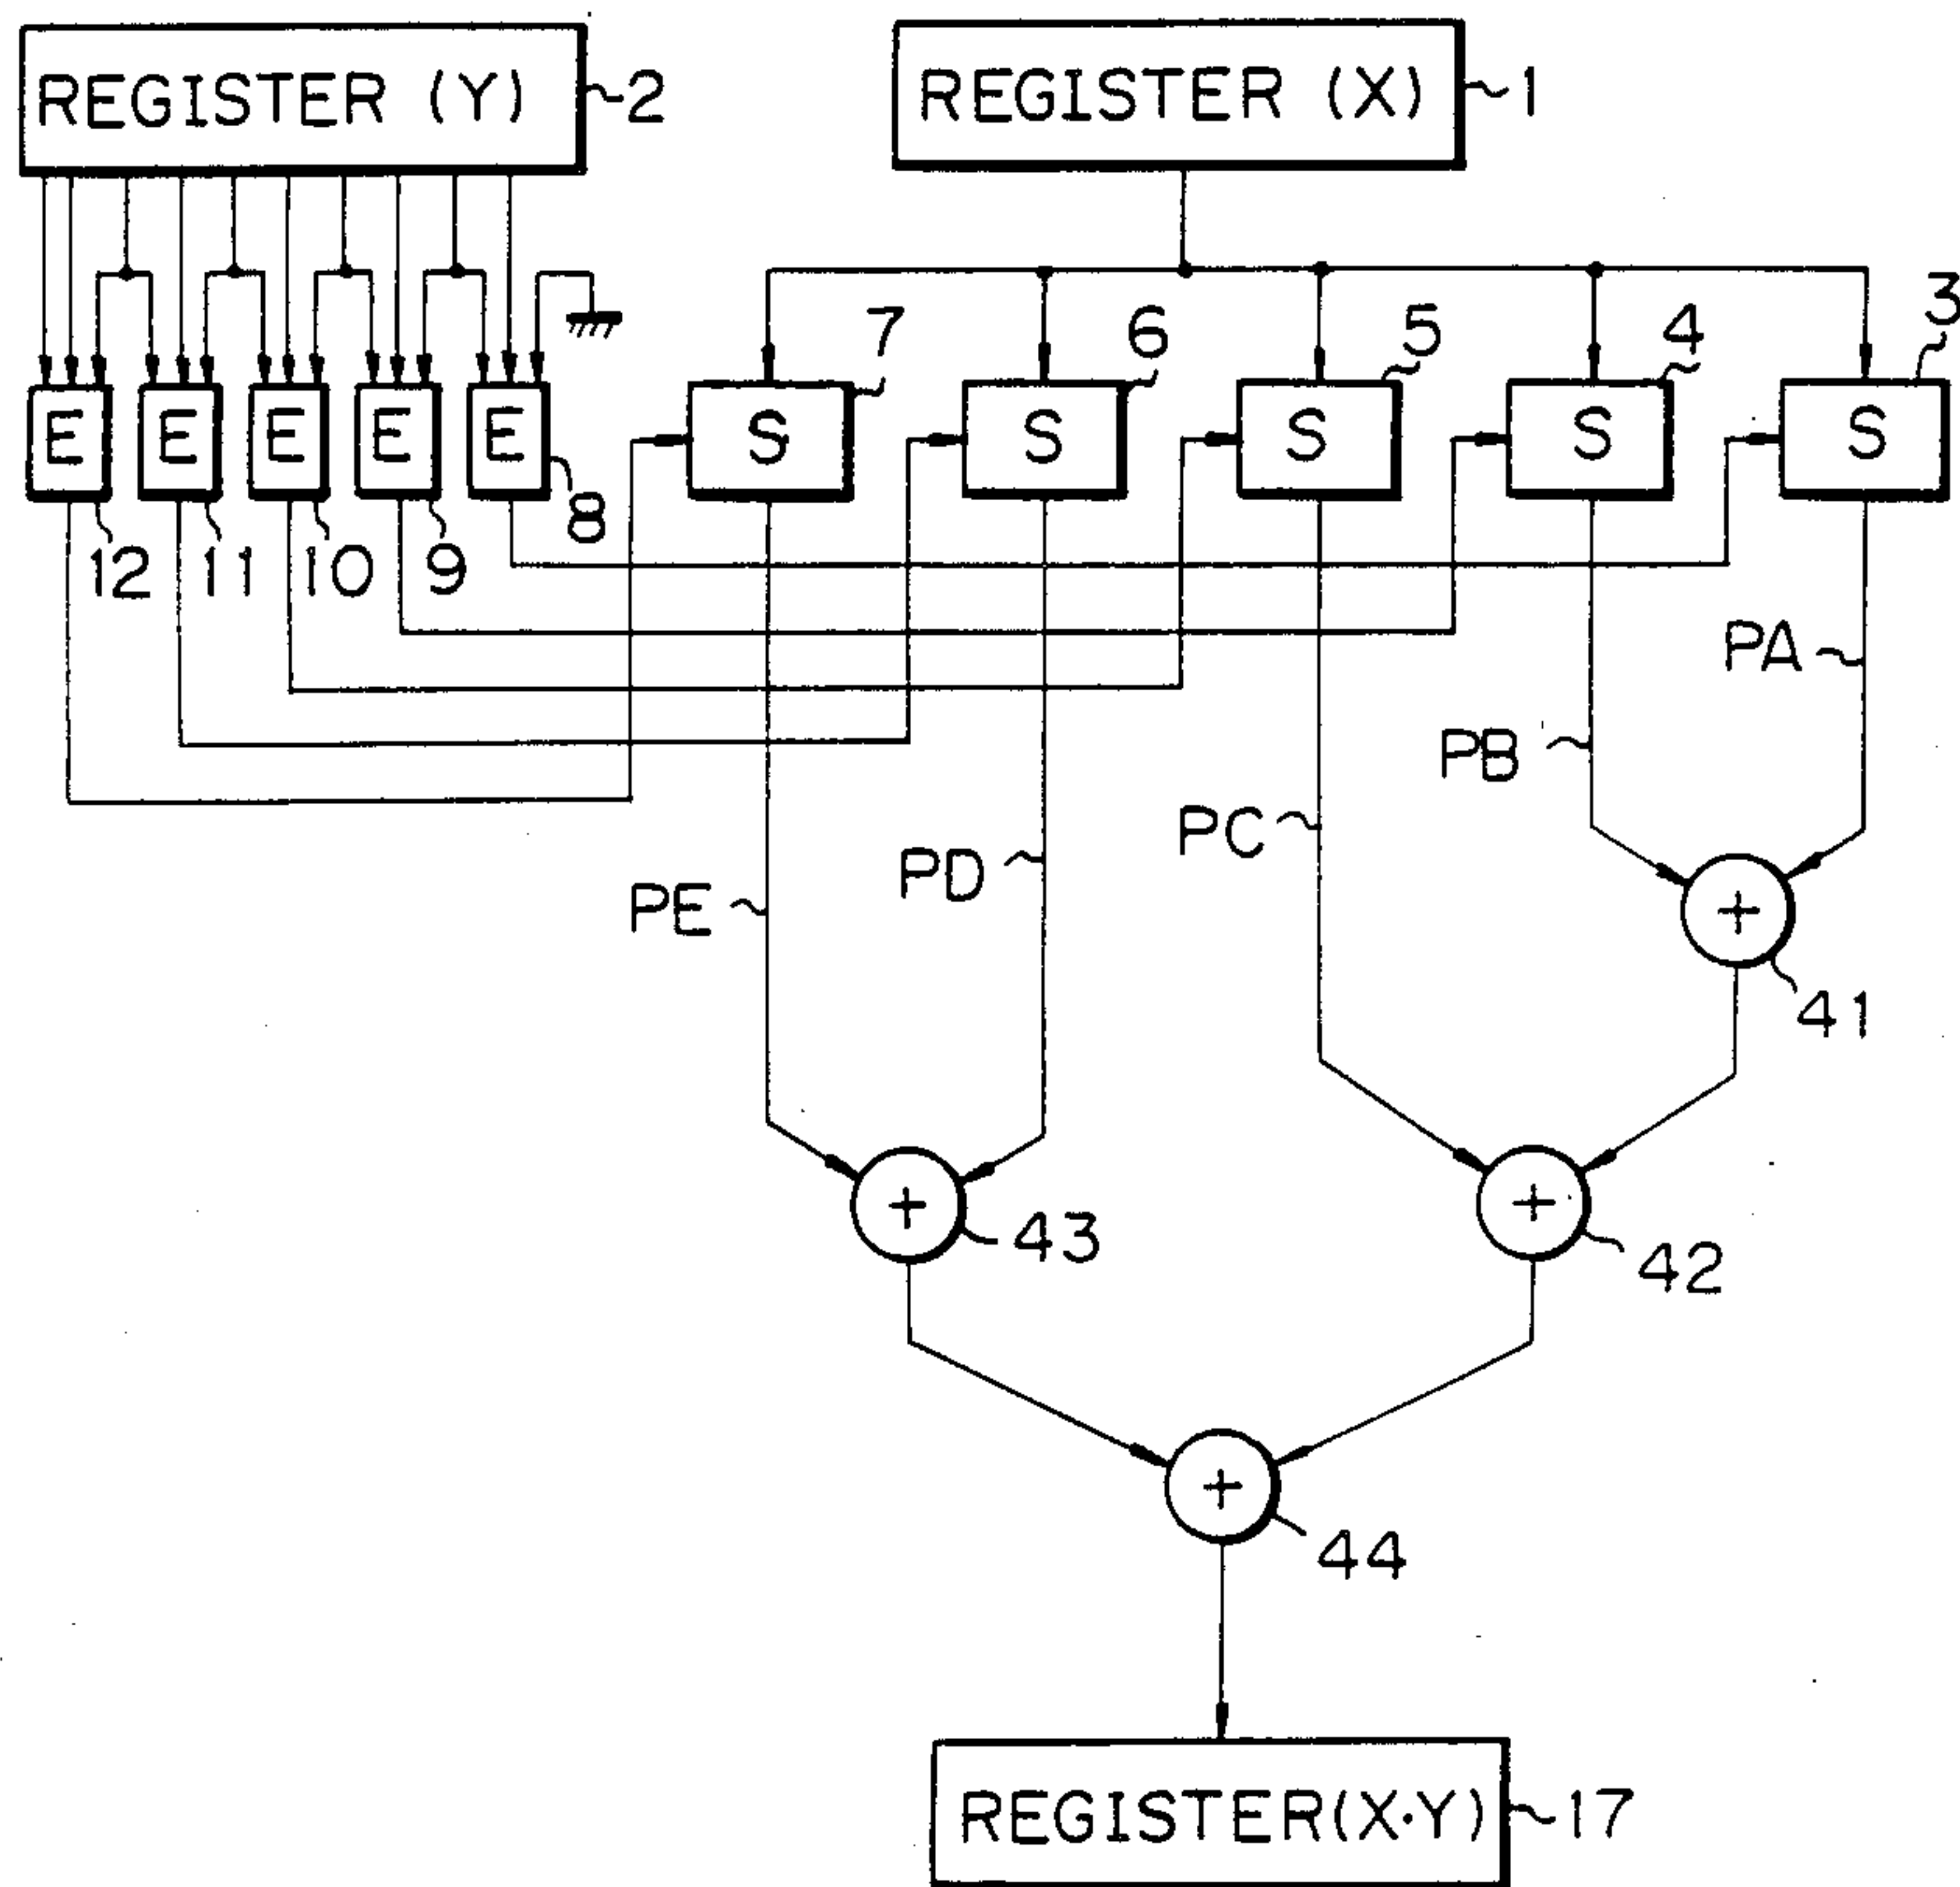 REGISTER (Y) 2
REGISTER (X) 1
7 6 5 4 3
E E E E E S S S S S
8
12 11 10 9
PA
PB
PC
PD
PE
+
41
+ 43
+ 42
+
44
REGISTER(X·Y) 17